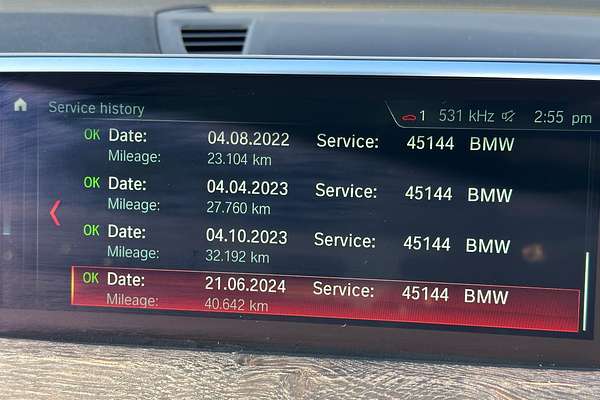 Service history
1 531 kHz 2:55 pm
OK Date: 04.08.2022 Service: 45144 BMW
Mileage: 23.104 km
OK Date: 04.04.2023 Service: 45144 BMW
Mileage: 27.760 km
OK Date: 04.10.2023 Service: 45144 BMW
Mileage: 32.192 km
OK Date: 21.06.2024 Service: 45144 BMW
Mileage: 40.642 km